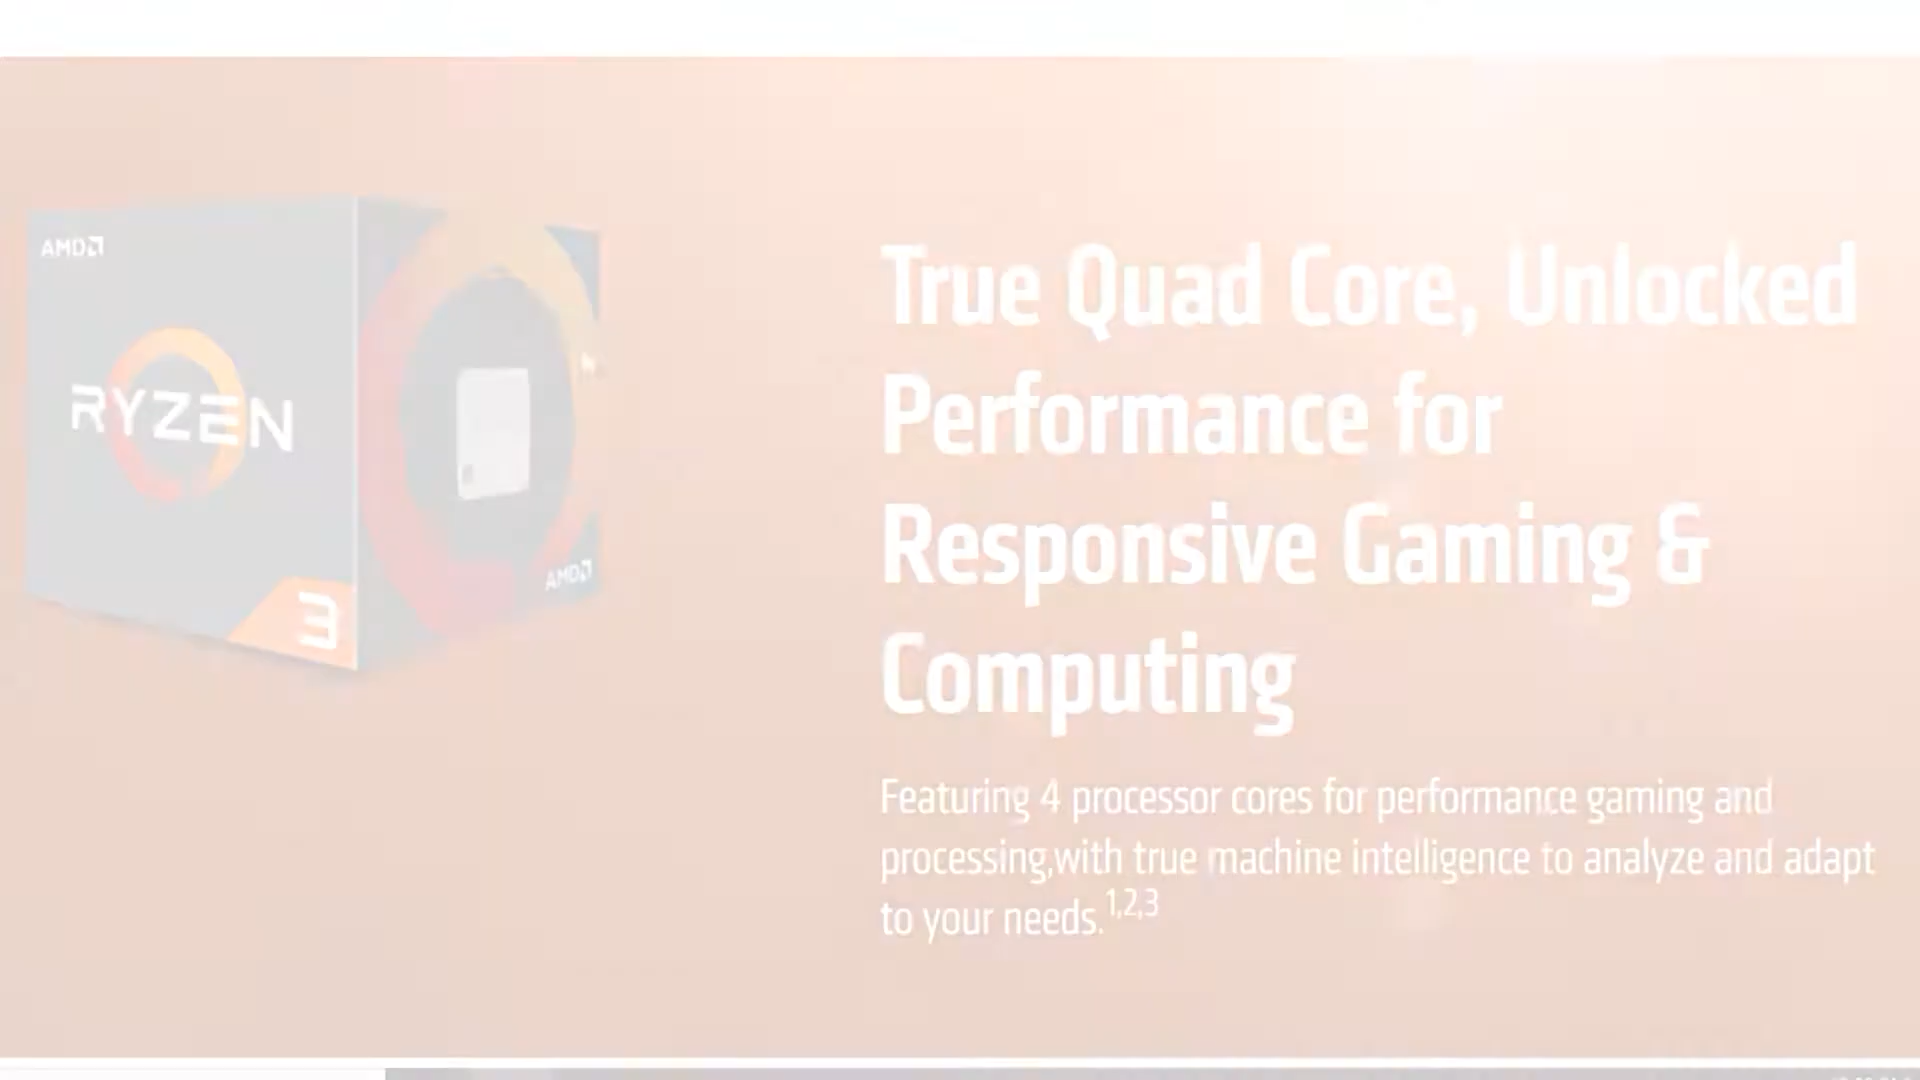 AMD
RYZEN
3
AMD
True Quad Core, Unlocked
Performance for
Responsive Gaming &
Computing
Featuring 4 processor cores for performance gaming and
processing,with true machine intelligence to analyze and adapt
to your needs.1,2,3